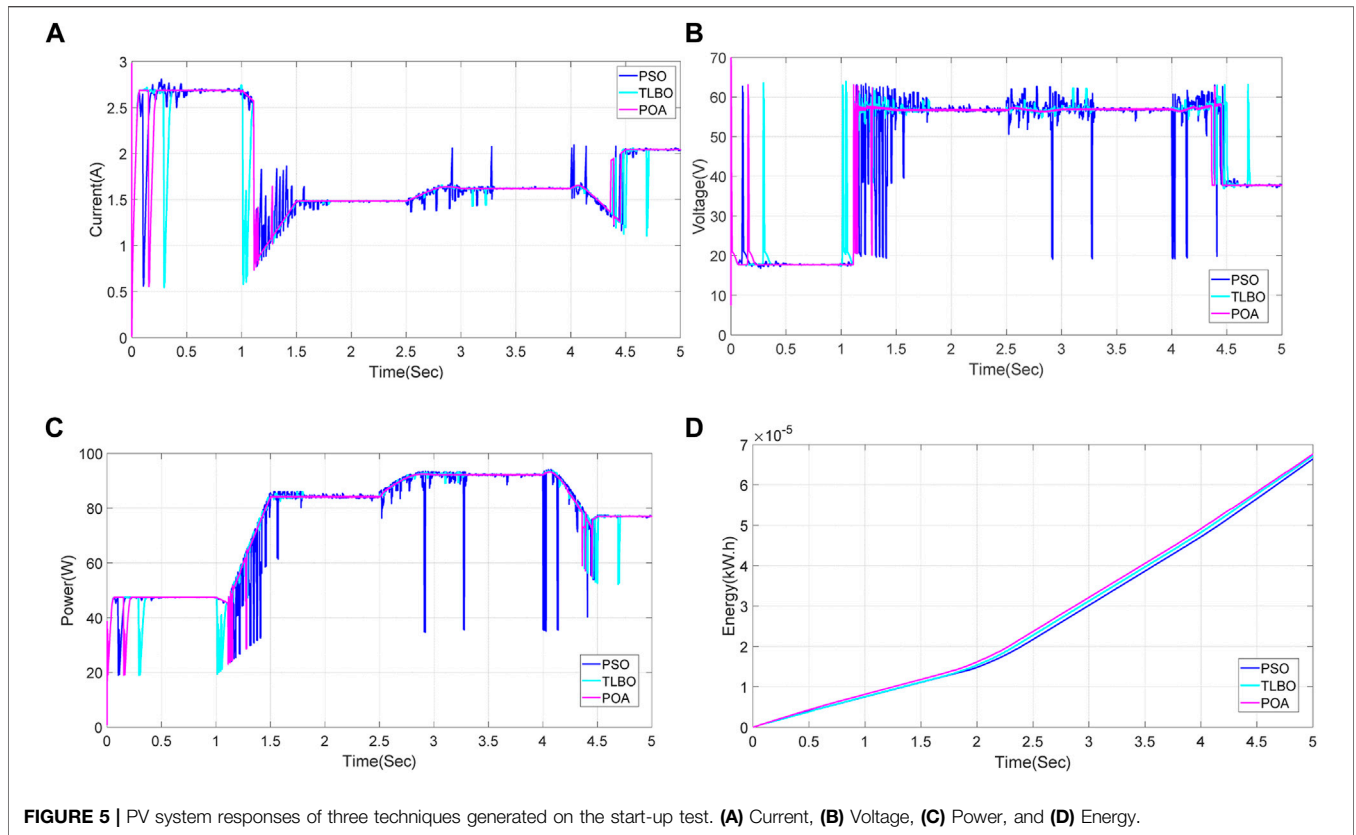 A
3
2.5
2
1.5
1
0.5
0
Current(A)
PSO
TLBO
POA
0 0.5 1 1.5 2 2.5 3 3.5 4 4.5 5
Time(Sec)
B
70
60
50
40
30
20
10
0
Voltage(V)
PSO
TLBO
POA
0 0.5 1 1.5 2 2.5 3 3.5 4 4.5 5
Time(Sec)
C
100
80
60
40
20
0
Power(W)
PSO
TLBO
POA
0 0.5 1 1.5 2 2.5 3 3.5 4 4.5 5
Time(Sec)
D
×10-5
7
6
5
4
3
2
1
0
Energy(kW.h)
PSO
TLBO
POA
0 0.5 1 1.5 2 2.5 3 3.5 4 4.5 5
Time(Sec)
FIGURE 5 | PV system responses of three techniques generated on the start-up test. (A) Current, (B) Voltage, (C) Power, and (D) Energy.